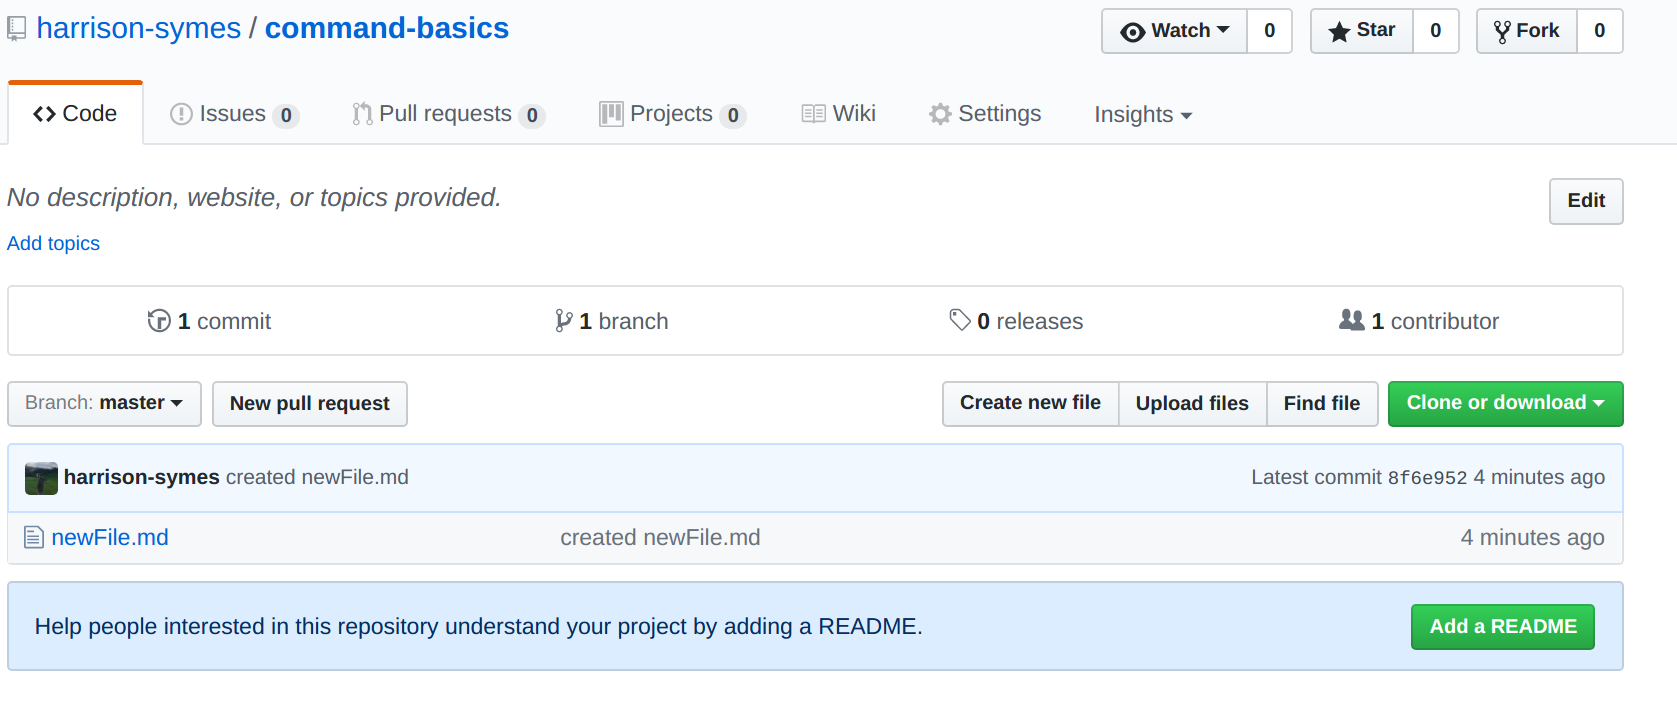 harrison-symes / command-basics
Watch 0 Star 0 Fork 0
Code Issues 0 Pull requests 0 Projects 0 Wiki Settings Insights
No description, website, or topics provided.
Edit
Add topics
1 commit 1 branch 0 releases 1 contributor
Branch: master New pull request Create new file Upload files Find file Clone or download
harrison-symes created newFile.md Latest commit 8f6e952 4 minutes ago
newFile.md created newFile.md 4 minutes ago
Help people interested in this repository understand your project by adding a README. Add a README